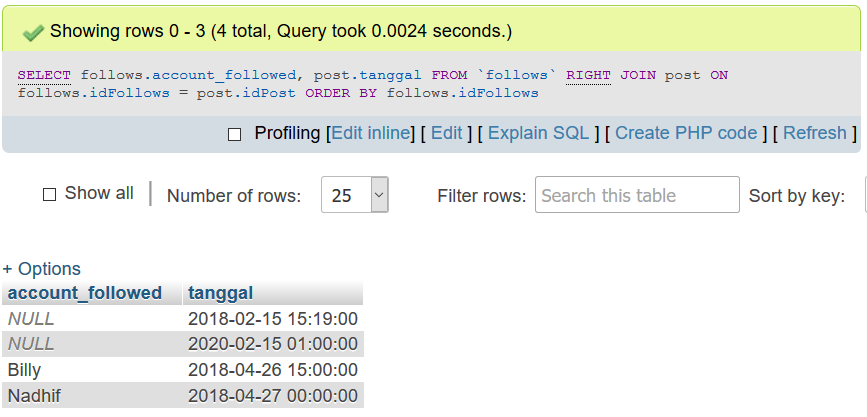 Showing rows 0 - 3 (4 total, Query took 0.0024 seconds.)
SELECT follows.account_followed, post.tanggal FROM `follows` RIGHT JOIN post ON
follows.idFollows = post.idPost ORDER BY follows.idFollows
Profiling [Edit inline] [ Edit ] [ Explain SQL ] [ Create PHP code ] [ Refresh ]
Show all | Number of rows: 25 Filter rows: Search this table Sort by key:
+ Options
account_followed tanggal
NULL 2018-02-15 15:19:00
NULL 2020-02-15 01:00:00
Billy 2018-04-26 15:00:00
Nadhif 2018-04-27 00:00:00